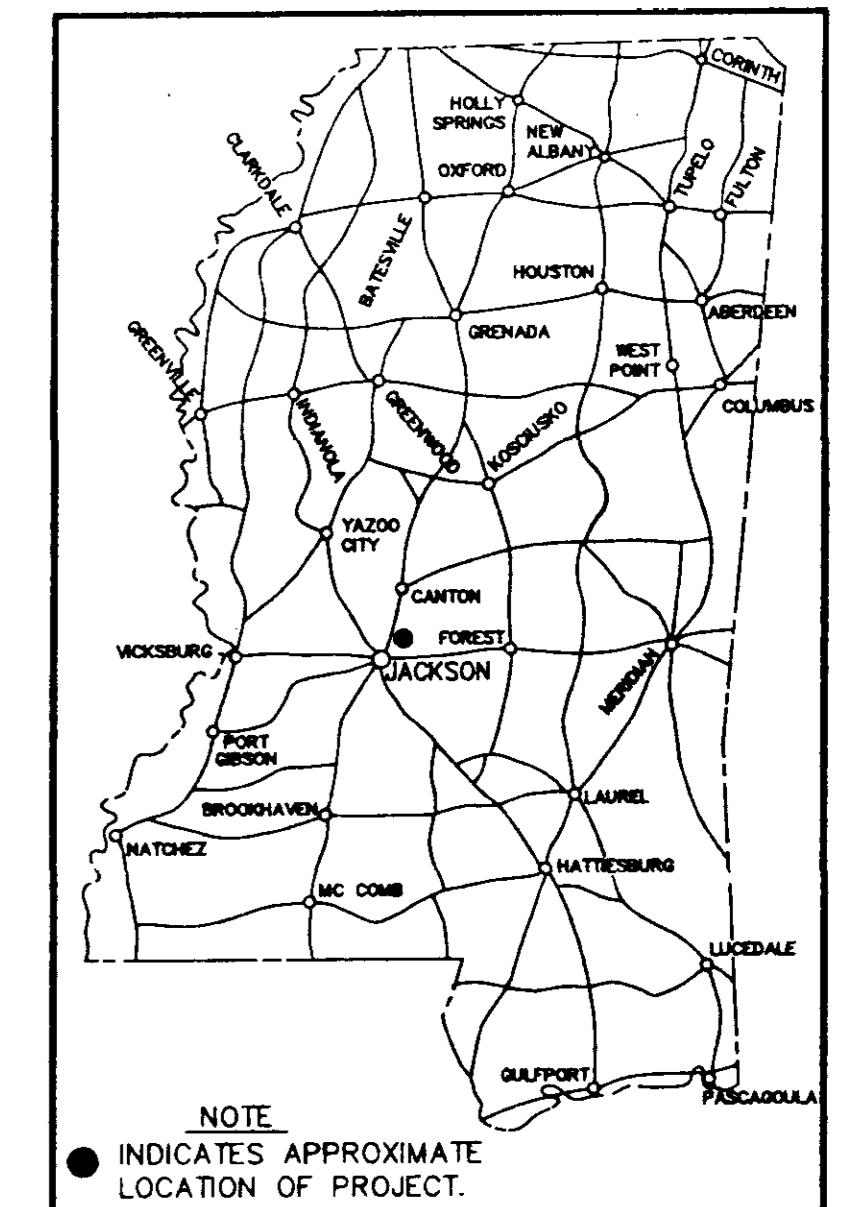 CORINTH
HOLLY
SPRINGS
NEW
ALBANY
CLARKDALE
OXFORD
TUPELO
FULTON
BATESVILLE
HOUSTON
ABERDEEN
GRENADA
GREENVILLE
WEST
POINT
COLUMBUS
INDIANOLA
GREENWOOD
KOSCIUSKO
YAZOO
CITY
CANTON
VICKSBURG
FOREST
JACKSON
MERIDIAN
PORT
GIBSON
BROOKHAVEN
LAUREL
NATCHEZ
HATTIESBURG
MC COMB
LUCEDALE
GULFPORT
PASCAGOULA
NOTE
INDICATES APPROXIMATE
LOCATION OF PROJECT.